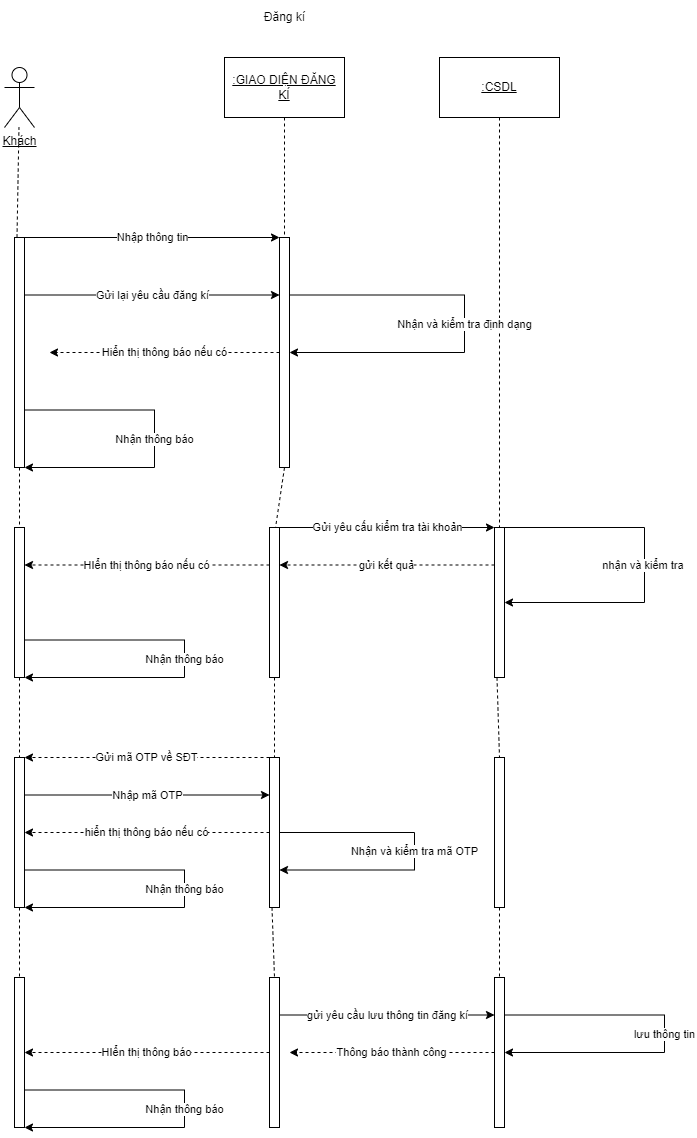 Đăng kí
:GIAO DIỆN ĐĂNG
KÍ
:CSDL
Khách
Nhập thông tin
Gửi lại yêu cầu đăng kí
Nhận và kiểm tra định dạng
Hiển thị thông báo nếu có
Nhận thông báo
Gửi yêu cầu kiểm tra tài khoản
HIển thị thông báo nếu có
gửi kết quả
nhận và kiểm tra
Nhận thông báo
Gửi mã OTP về SĐT
Nhập mã OTP
hiển thị thông báo nếu có
Nhận và kiểm tra mã OTP
Nhận thông báo
gửi yêu cầu lưu thông tin đăng kí
lưu thông tin
HIển thị thông báo
Thông báo thành công
Nhận thông báo